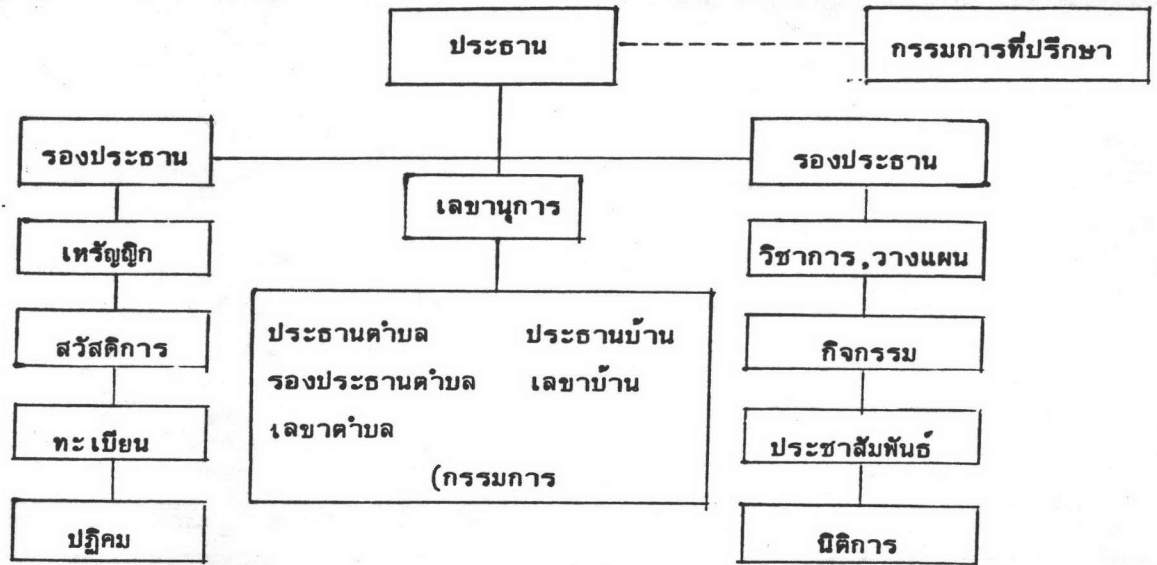 ประธาน
กรรมการที่ปรึกษา
รองประธาน
รองประธาน
เลขานุการ
เหรัญญิก
วิชาการ,วางแผน
ประธานตำบล ประธานบ้าน
สวัสดิการ
กิจกรรม
รองประธานตำบล เลขาบ้าน
เลขาตำบล
ทะเบียน
ประชาสัมพันธ์
(กรรมการ
ปฏิคม
นิติการ